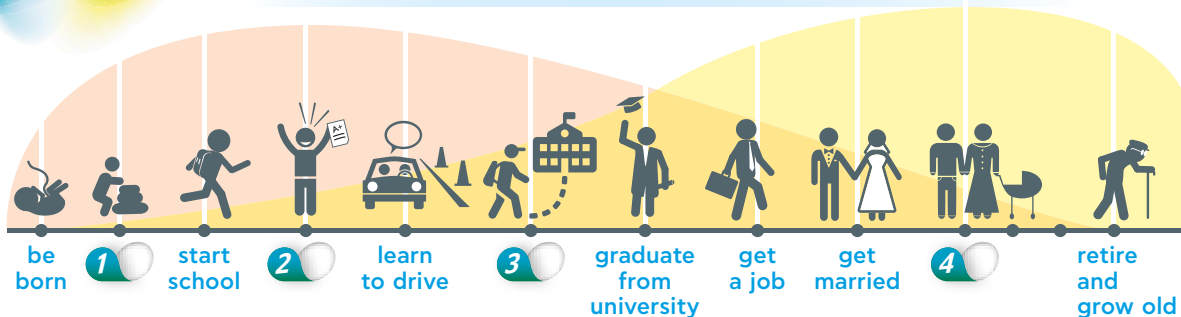 A+
be
born
1
start
school
2
learn
to drive
3
graduate
from
university
get
a job
get
married
4
retire
and
grow old